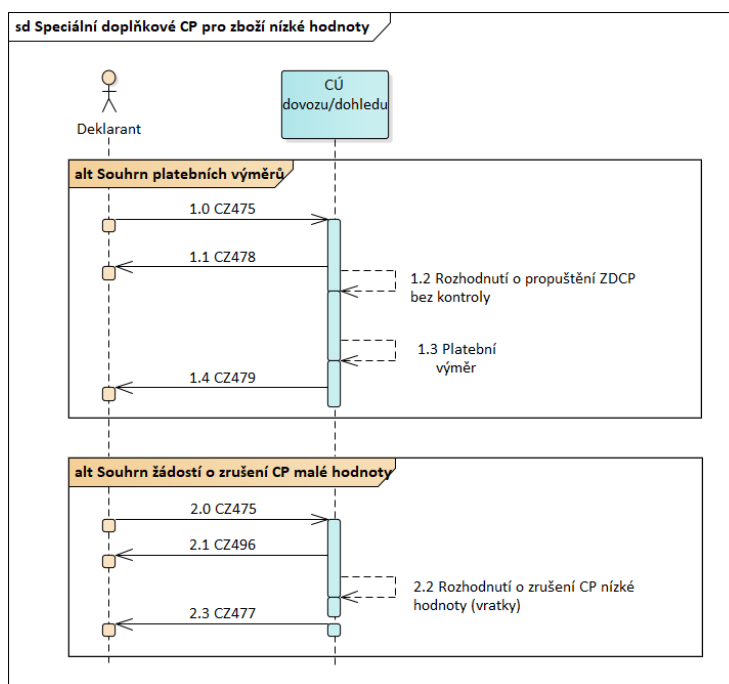 sd Speciální doplňkové CP pro zboží nízké hodnoty
Deklarant
CÚ
dovozu/dohledu
alt Souhrn platebních výměrů
1.0 CZ475
1.1 CZ478
1.2 Rozhodnutí o propuštění ZDCP
bez kontroly
1.3 Platební
výměr
1.4 CZ479
alt Souhrn žádostí o zrušení CP malé hodnoty
2.0 CZ475
2.1 CZ496
2.2 Rozhodnutí o zrušení CP nízké
hodnoty (vratky)
2.3 CZ477